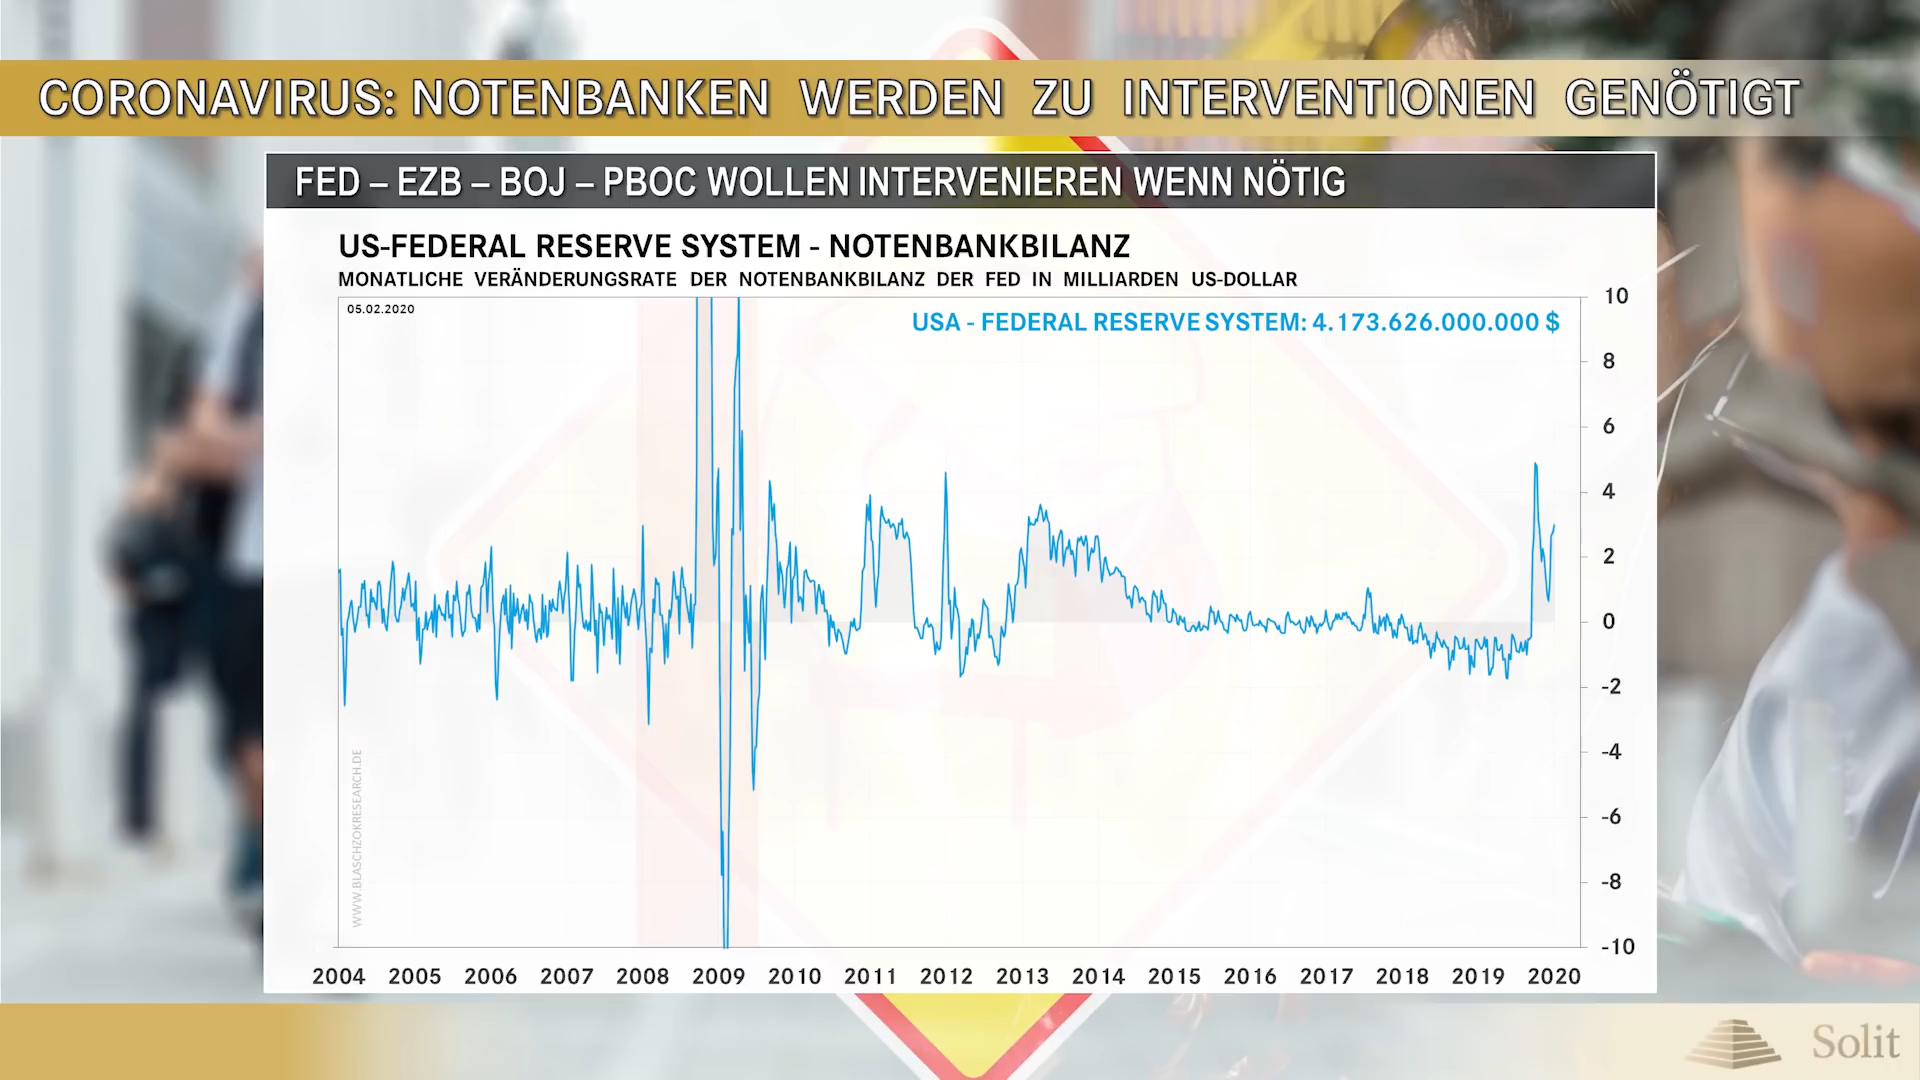 CORONAVIRUS: NOTENBANKEN WERDEN ZU INTERVENTIONEN GENÖTIGT
FED – EZB – BOJ – PBOC WOLLEN INTERVENIEREN WENN NÖTIG
US-FEDERAL RESERVE SYSTEM - NOTENBANKBILANZ
MONATLICHE VERÄNDERUNGSRATE DER NOTENBANKBILANZ DER FED IN MILLIARDEN US-DOLLAR
05.02.2020
USA - FEDERAL RESERVE SYSTEM: 4.173.626.000.000 $
10
8
6
4
2
0
-2
-4
-6
-8
-10
WWW.BLASCHZOKRESEARCH.DE
2004 2005 2006 2007 2008 2009 2010 2011 2012 2013 2014 2015 2016 2017 2018 2019 2020
Solit